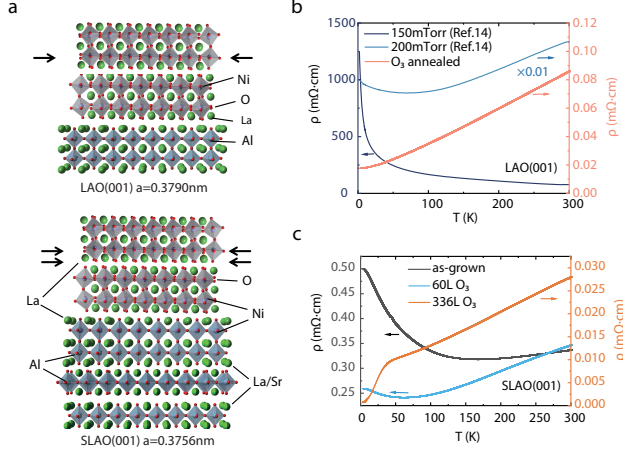 a
Ni
O
La
Al
LAO(001) a=0.3790nm
La
O
Ni
Al
La/Sr
SLAO(001) a=0.3756nm
b
150mTorr (Ref.14)
200mTorr (Ref.14)
O₃ annealed
×0.01
LAO(001)
ρ (mΩ·cm)
1500
1000
500
0
0.12
0.10
0.08
0.06
0.04
0.02
0.00
ρ (mΩ·cm)
0 100 200 300
T (K)
c
as-grown
60L O₃
336L O₃
SLAO(001)
ρ (mΩ·cm)
0.50
0.45
0.40
0.35
0.30
0.25
0.030
0.025
0.020
0.015
0.010
0.005
0.000
ρ (mΩ·cm)
0 50 100 150 200 250 300
T (K)